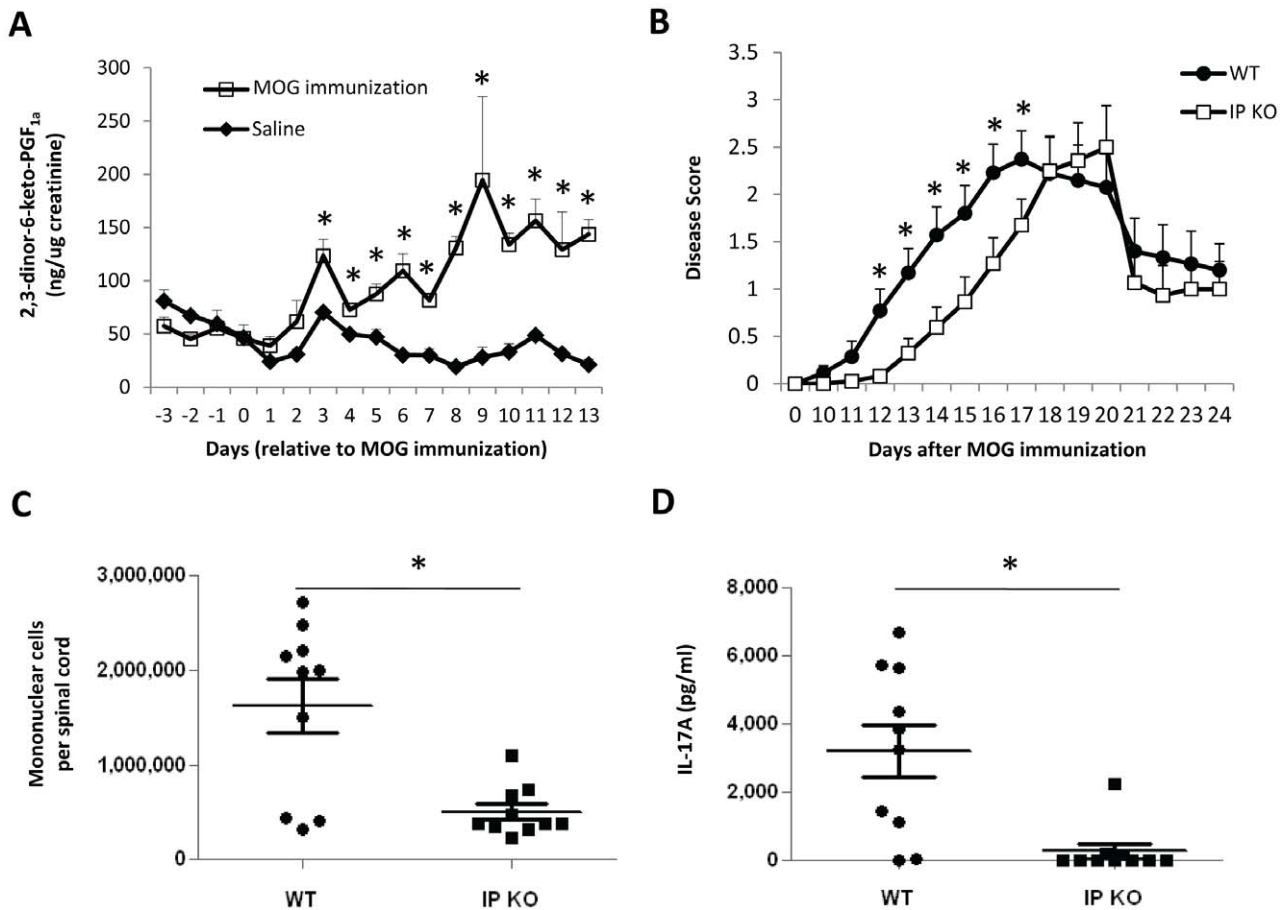 A
2,3-dinor-6-keto-PGF1a
(ng/ug creatinine)
300
250
200
150
100
50
0
MOG immunization
Saline
* * * * * * * * * * *
-3 -2 -1 0 1 2 3 4 5 6 7 8 9 10 11 12 13
Days (relative to MOG immunization)
B
Disease Score
3.5
3
2.5
2
1.5
1
0.5
0
WT
IP KO
* * * * * *
0 10 11 12 13 14 15 16 17 18 19 20 21 22 23 24
Days after MOG immunization
C
Mononuclear cells
per spinal cord
3,000,000
2,000,000
1,000,000
0
*
WT IP KO
D
IL-17A (pg/ml)
8,000
6,000
4,000
2,000
0
*
WT IP KO